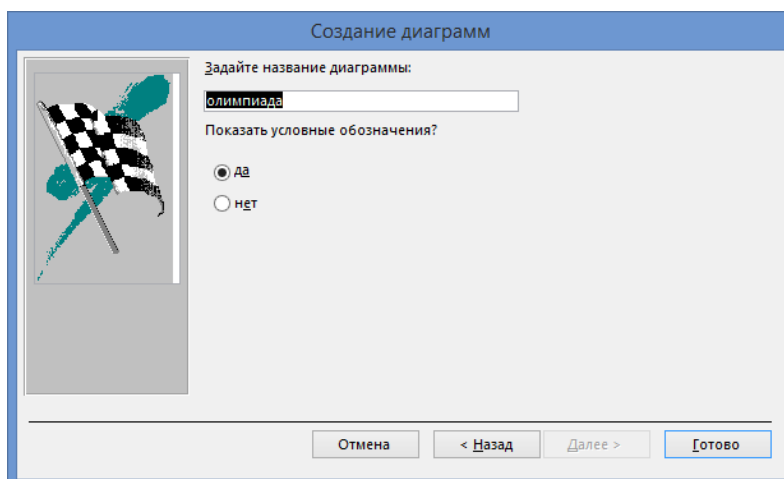 Создание диаграмм
Задайте название диаграммы:
олимпиада
Показать условные обозначения?
да
нет
Отмена
< Назад
Далее >
Готово